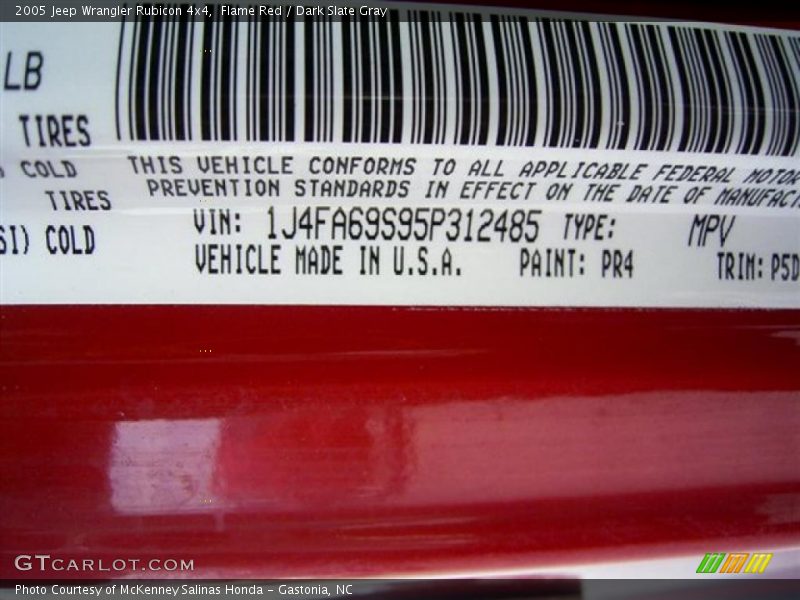 2005 Jeep Wrangler Rubicon 4x4, Flame Red / Dark Slate Gray
LB
TIRES
COLD
THIS VEHICLE CONFORMS TO ALL APPLICABLE FEDERAL MOTOR
TIRES
PREVENTION STANDARDS IN EFFECT ON THE DATE OF MANUFACT
SI) COLD
VIN: 1J4FA69S95P312485 TYPE: MPV
VEHICLE MADE IN U.S.A. PAINT: PR4 TRIM: P5D
GTCARLOT.COM
Photo Courtesy of McKenney Salinas Honda - Gastonia, NC